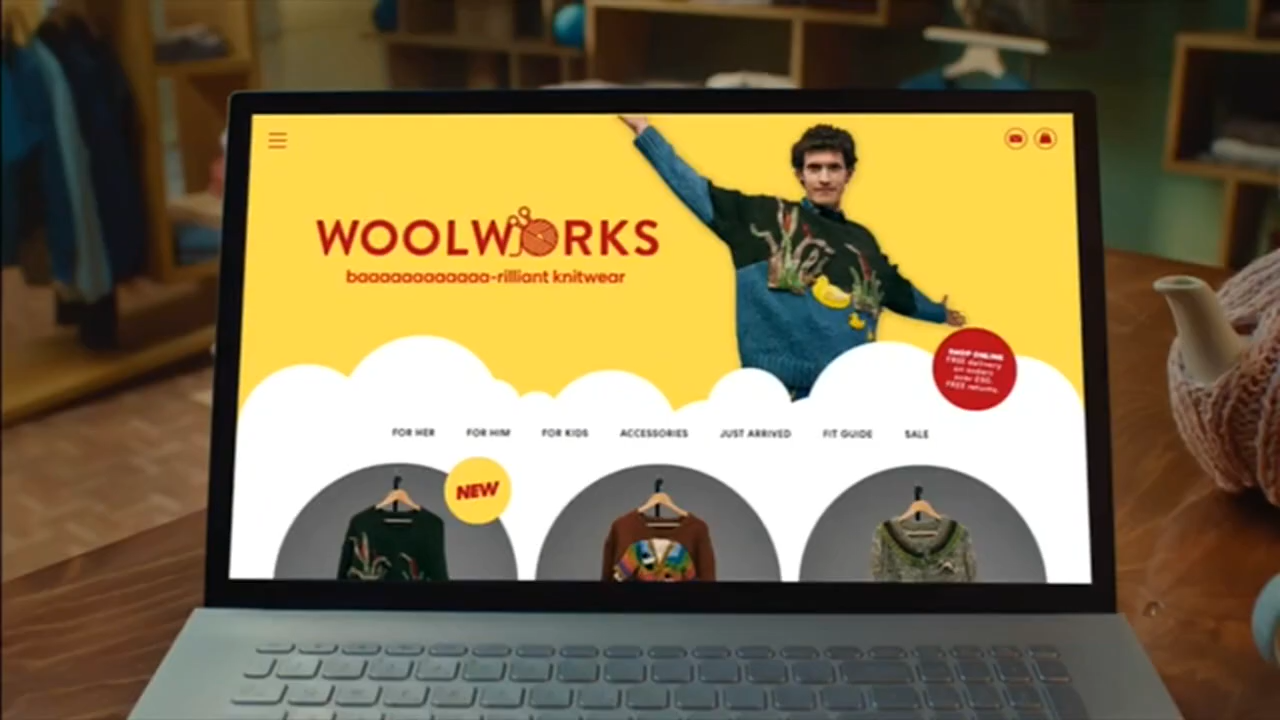 WOOLWORKS
baaaaaaaaaaaa-rilliant knitwear
SHOP ONLINE
FREE delivery
on orders
over £50.
FREE returns.
FOR HER FOR HIM FOR KIDS ACCESSORIES JUST ARRIVED FIT GUIDE SALE
NEW